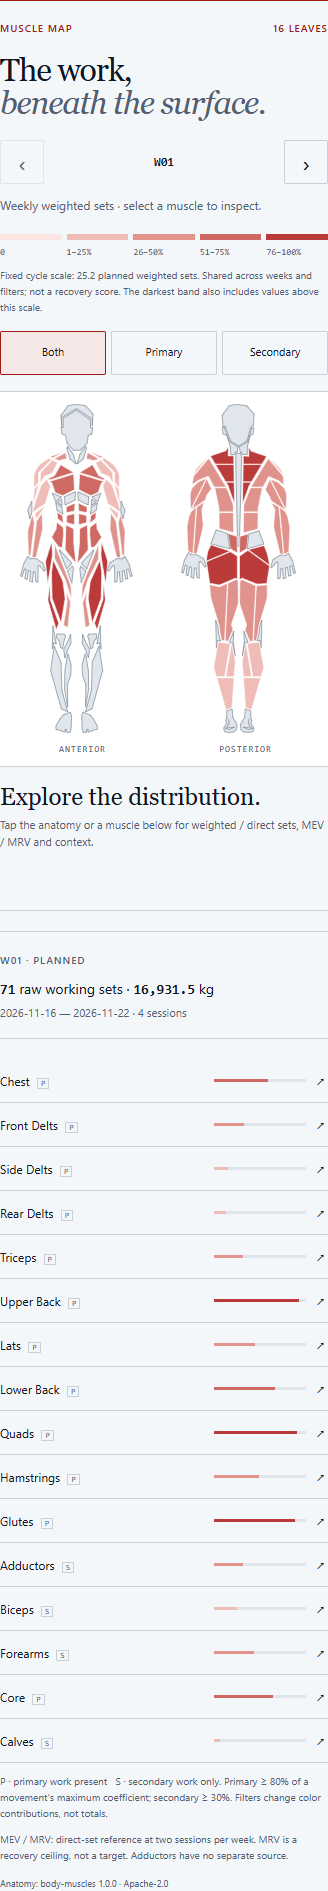 MUSCLE MAP
16 LEAVES
The work,
beneath the surface.
‹
W01
›
Weekly weighted sets · select a muscle to inspect.
0
1–25%
26–50%
51–75%
76–100%
Fixed cycle scale: 25.2 planned weighted sets. Shared across weeks and
filters; not a recovery score. The darkest band also includes values above
this scale.
Both
Primary
Secondary
ANTERIOR
POSTERIOR
Explore the distribution.
Tap the anatomy or a muscle below for weighted / direct sets, MEV
/ MRV and context.
W01 · PLANNED
71 raw working sets · 16,931.5 kg
2026-11-16 — 2026-11-22 · 4 sessions
Chest P ↗
Front Delts P ↗
Side Delts P ↗
Rear Delts P ↗
Triceps P ↗
Upper Back P ↗
Lats P ↗
Lower Back P ↗
Quads P ↗
Hamstrings P ↗
Glutes P ↗
Adductors S ↗
Biceps S ↗
Forearms S ↗
Core P ↗
Calves S ↗
P · primary work present S · secondary work only. Primary ≥ 80% of a
movement's maximum coefficient; secondary ≥ 30%. Filters change color
contributions, not totals.
MEV / MRV: direct-set reference at two sessions per week. MRV is a
recovery ceiling, not a target. Adductors have no separate source.
Anatomy: body-muscles 1.0.0 · Apache-2.0